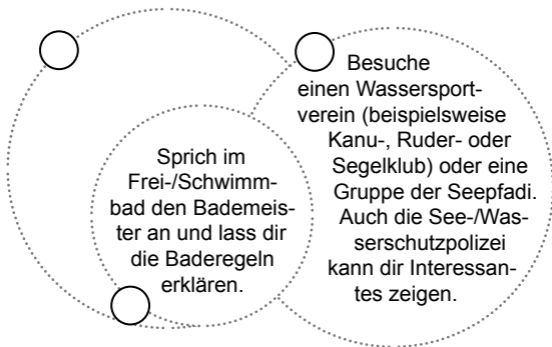 Sprich im
Frei-/Schwimm-
bad den Bademeis-
ter an und lass dir
die Baderegeln
erklären.
Besuche
einen Wassersport-
verein (beispielsweise
Kanu-, Ruder- oder
Segelklub) oder eine
Gruppe der Seepfadi.
Auch die See-/Was-
serschutzpolizei
kann dir Interessan-
tes zeigen.